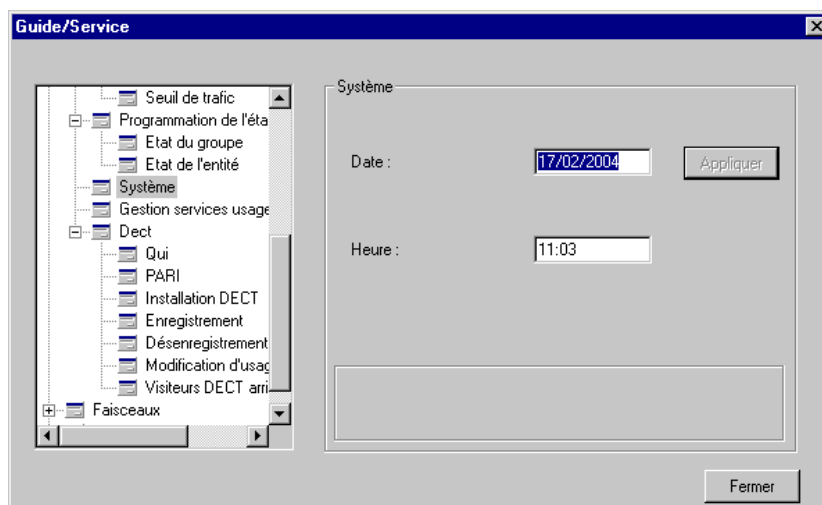 Guide/Service
Seuil de trafic
Programmation de l'éta
Etat du groupe
Etat de l'entité
Système
Gestion services usage
Dect
Qui
PARI
Installation DECT
Enregistrement
Désenregistrement
Modification d'usag
Visiteurs DECT arri
Faisceaux
Système
Date :
17/02/2004
Appliquer
Heure :
11:03
Fermer